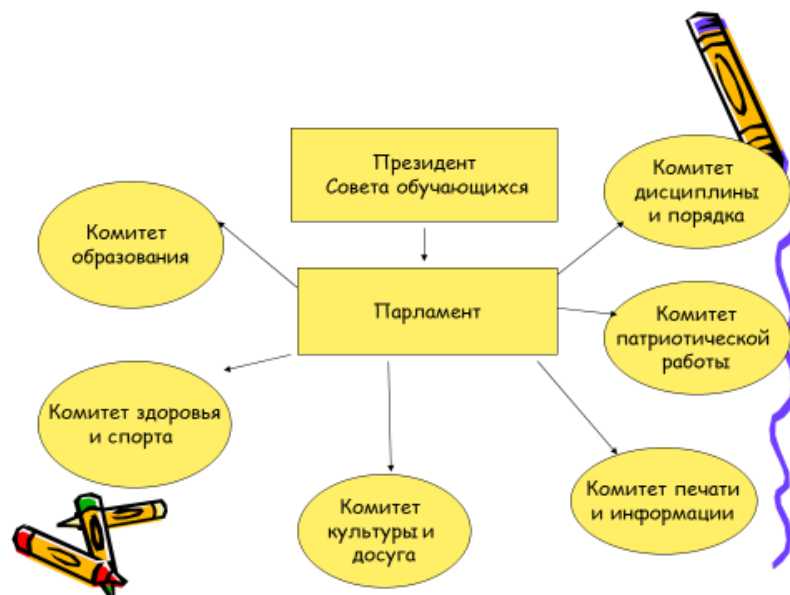 Президент
Совета обучающихся
Комитет
дисциплины
и порядка
Комитет
образования
Парламент
Комитет
патриотической
работы
Комитет здоровья
и спорта
Комитет
культуры и
досуга
Комитет печати
и информации